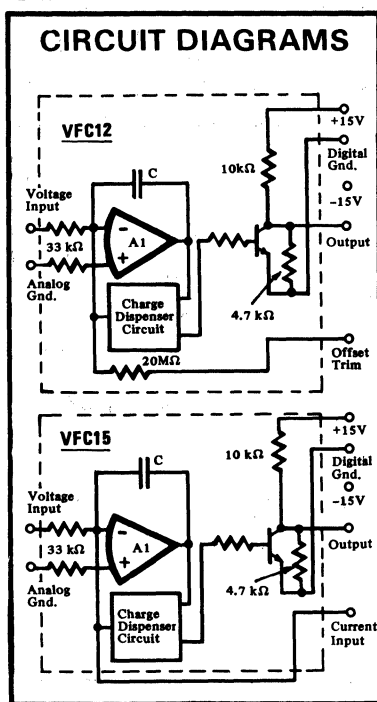 CIRCUIT DIAGRAMS
VFC12
+15V
Digital
Gnd.
-15V
10kΩ
C
Voltage
Input
33 kΩ
-
+
A1
Output
Analog
Gnd.
Charge
Dispenser
Circuit
4.7 kΩ
20MΩ
Offset
Trim
VFC15
+15V
Digital
Gnd.
-15V
10 kΩ
C
Voltage
Input
33 kΩ
-
+
A1
Output
Analog
Gnd.
Charge
Dispenser
Circuit
4.7 kΩ
Current
Input